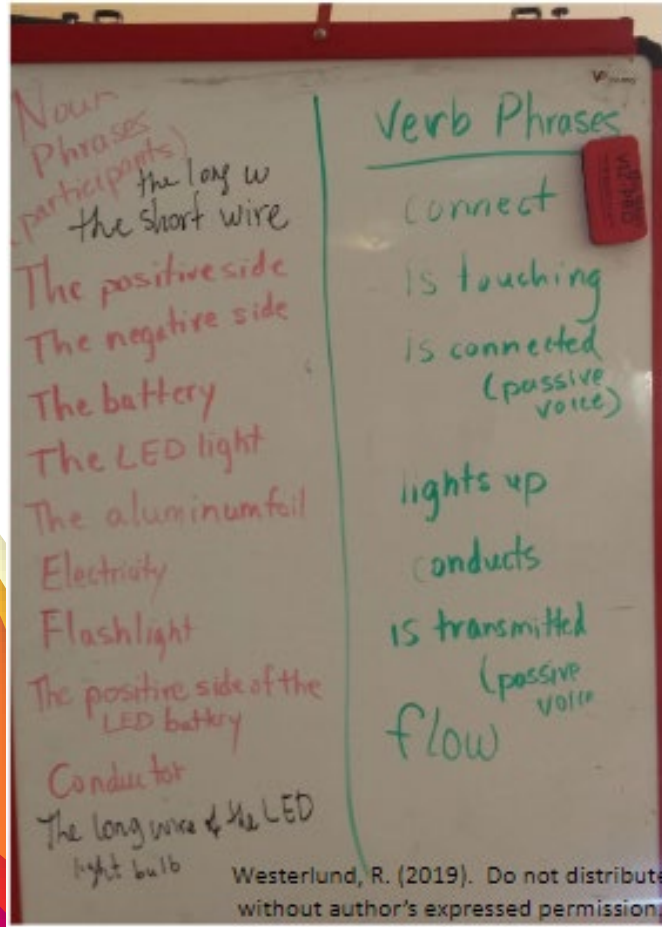 Noun
Phrases
(participants)
the long w
the short wire
The positive side
The negative side
The battery
The LED light
The aluminum foil
Electricity
Flashlight
The positive side of the
LED battery
Conductor
The long wire of the LED
light bulb
Verb Phrases
connect
is touching
is connected
(passive
voice)
lights up
conducts
is transmitted
(passive
voice
flow
Westerlund, R. (2019). Do not distribute
without author's expressed permission.